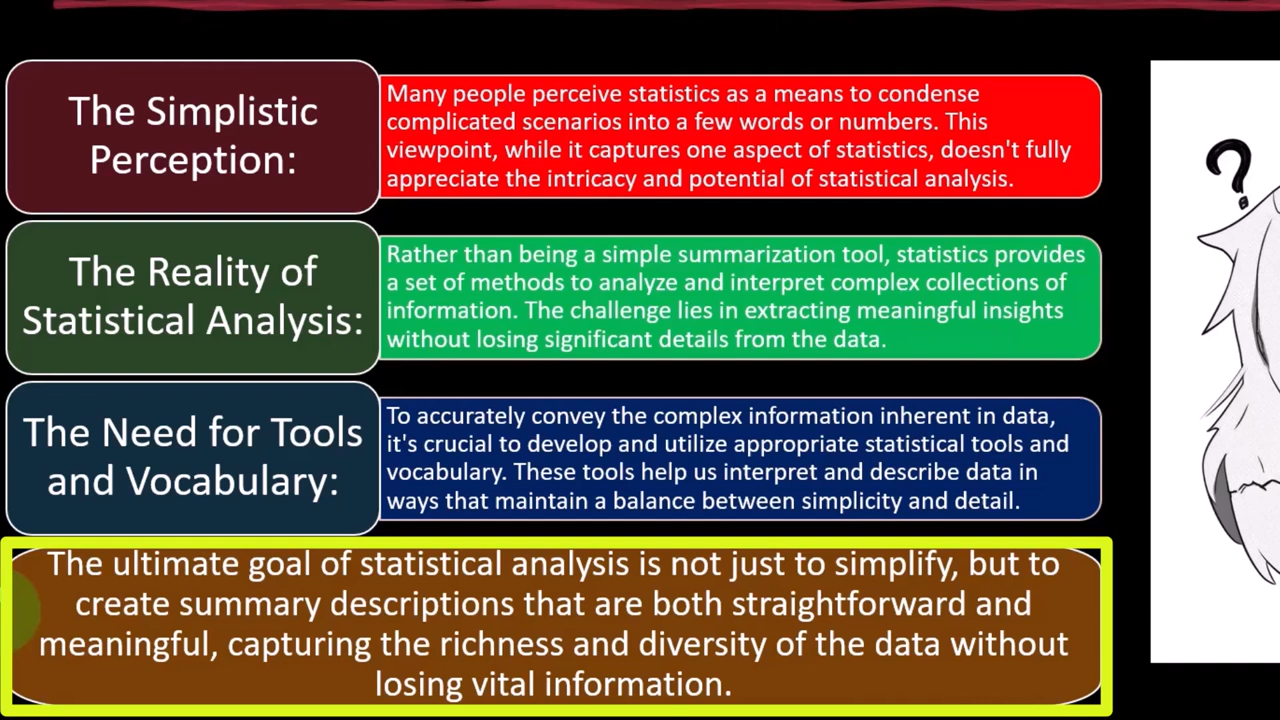 The Simplistic
Perception:
Many people perceive statistics as a means to condense
complicated scenarios into a few words or numbers. This
viewpoint, while it captures one aspect of statistics, doesn't fully
appreciate the intricacy and potential of statistical analysis.
The Reality of
Statistical Analysis:
Rather than being a simple summarization tool, statistics provides
a set of methods to analyze and interpret complex collections of
information. The challenge lies in extracting meaningful insights
without losing significant details from the data.
The Need for Tools
and Vocabulary:
To accurately convey the complex information inherent in data,
it's crucial to develop and utilize appropriate statistical tools and
vocabulary. These tools help us interpret and describe data in
ways that maintain a balance between simplicity and detail.
The ultimate goal of statistical analysis is not just to simplify, but to
create summary descriptions that are both straightforward and
meaningful, capturing the richness and diversity of the data without
losing vital information.
?